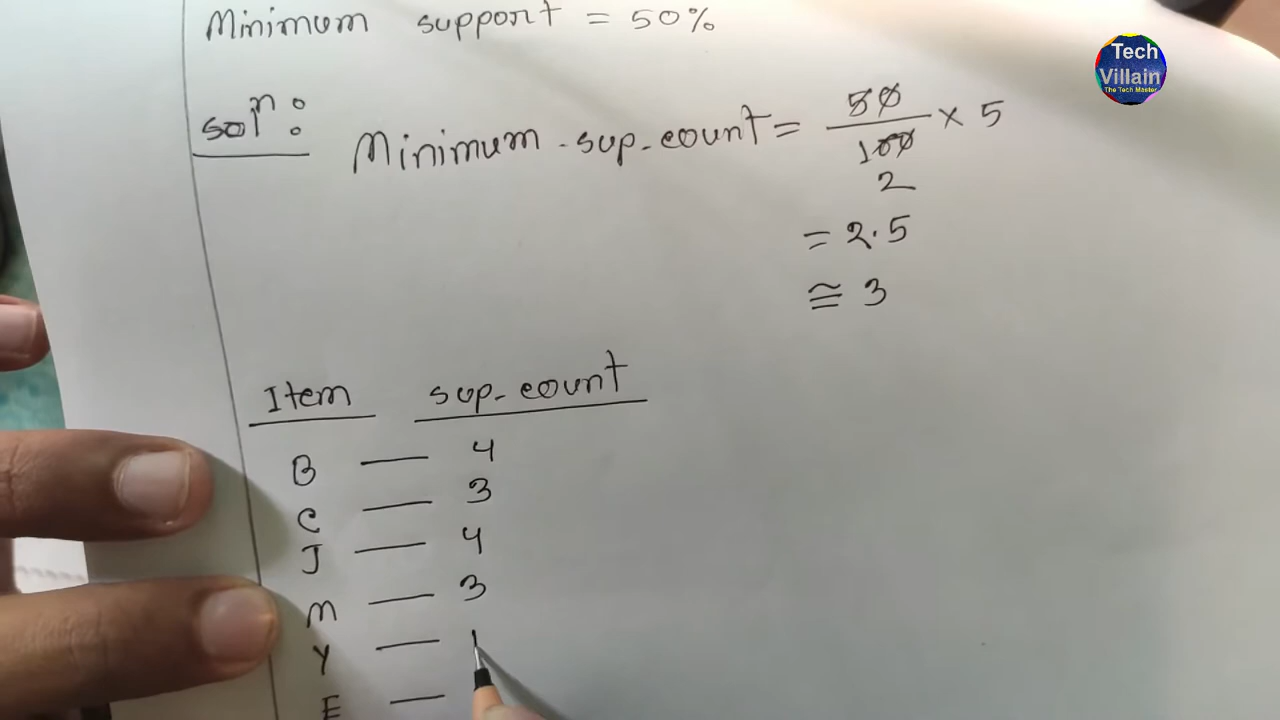 Minimum support = 50%
Tech
Villain
The Tech Master
Solⁿ:
Minimum-sup-count = 50/100 × 5
2
= 2.5
≅ 3
Item sup-count
B — 4
C — 3
J — 4
M — 3
Y — 1
E —